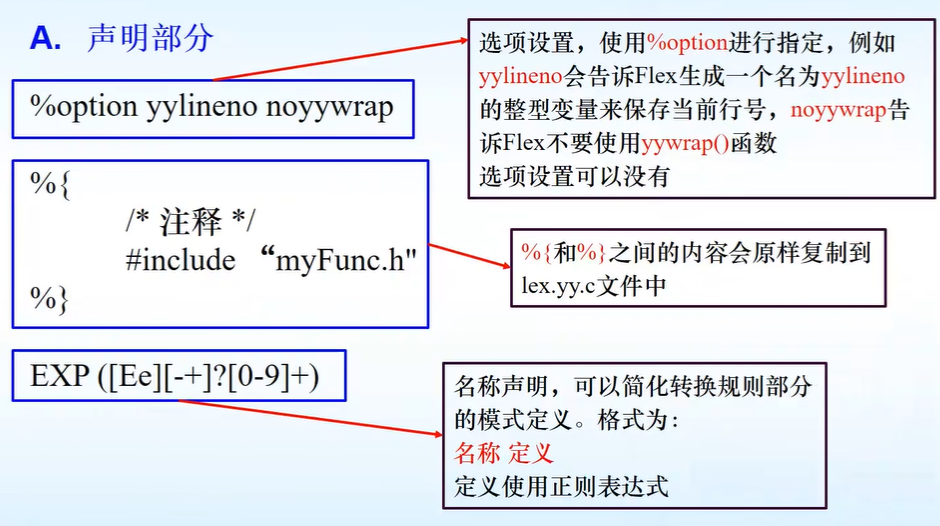 A. 声明部分
%option yylineno noyywrap
选项设置，使用%option进行指定，例如
yylineno会告诉Flex生成一个名为yylineno
的整型变量来保存当前行号，noyywrap告
诉Flex不要使用yywrap()函数
选项设置可以没有
%{
/* 注释 */
#include “myFunc.h"
%}
%{和%}之间的内容会原样复制到
lex.yy.c文件中
EXP ([Ee][-+]?[0-9]+)
名称声明，可以简化转换规则部分
的模式定义。格式为：
名称 定义
定义使用正则表达式